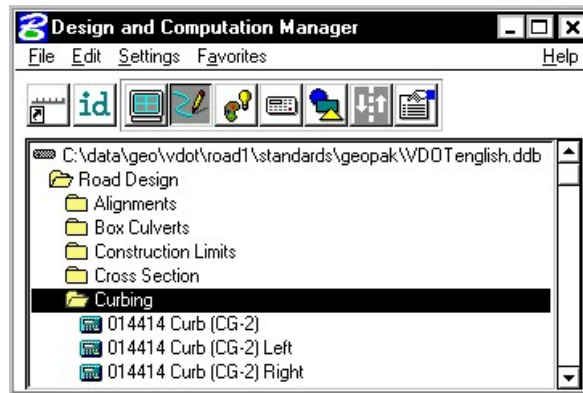 Design and Computation Manager
File Edit Settings Favorites Help
id
C:\data\geo\vdot\road1\standards\geopak\VDOTenglish.ddb
Road Design
Alignments
Box Culverts
Construction Limits
Cross Section
Curbing
014414 Curb (CG-2)
014414 Curb (CG-2) Left
014414 Curb (CG-2) Right